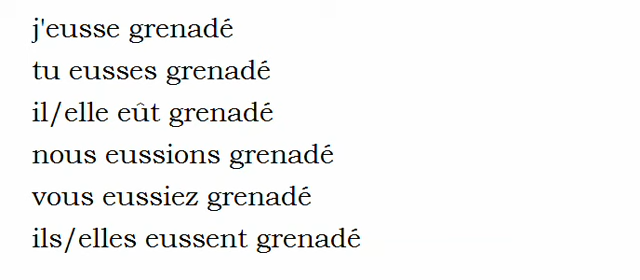 j'eusse grenadé
tu eusses grenadé
il/elle eût grenadé
nous eussions grenadé
vous eussiez grenadé
ils/elles eussent grenadé